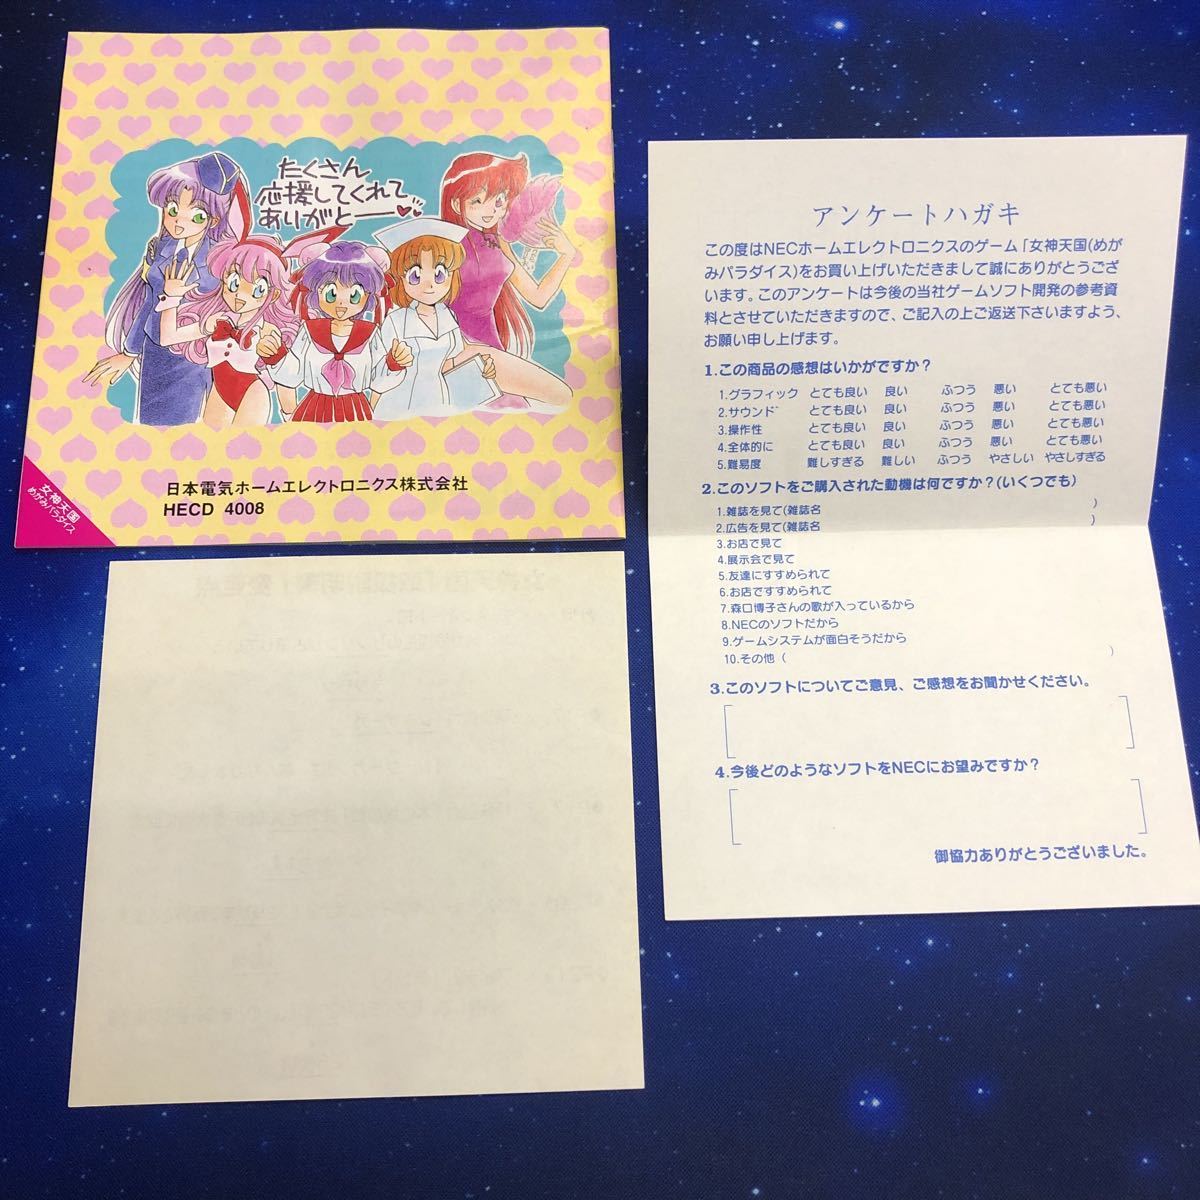 たくさん
応援してくれて
ありがとー♥♥
女神天国
めがみパラダイス
日本電気ホームエレクトロニクス株式会社
HECD 4008
アンケートハガキ
この度はNECホームエレクトロニクスのゲーム「女神天国(めが
みパラダイス)をお買い上げいただきまして誠にありがとうござ
います。このアンケートは今後の当社ゲームソフト開発の参考資
料とさせていただきますので、ご記入の上ご返送下さいますよう、
お願い申し上げます。
1.この商品の感想はいかがですか？
1.グラフィック とても良い 良い ふつう 悪い とても悪い
2.サウンド とても良い 良い ふつう 悪い とても悪い
3.操作性 とても良い 良い ふつう 悪い とても悪い
4.全体的に とても良い 良い ふつう 悪い とても悪い
5.難易度 難しすぎる 難しい ふつう やさしい やさしすぎる
2.このソフトをご購入された動機は何ですか？(いくつでも)
1.雑誌を見て(雑誌名 )
2.広告を見て(雑誌名 )
3.お店で見て
4.展示会で見て
5.友達にすすめられて
6.お店ですすめられて
7.森口博子さんの歌が入っているから
8.NECのソフトだから
9.ゲームシステムが面白そうだから
10.その他 ( )
3.このソフトについてご意見、ご感想をお聞かせください。
4.今後どのようなソフトをNECにお望みですか？
御協力ありがとうございました。